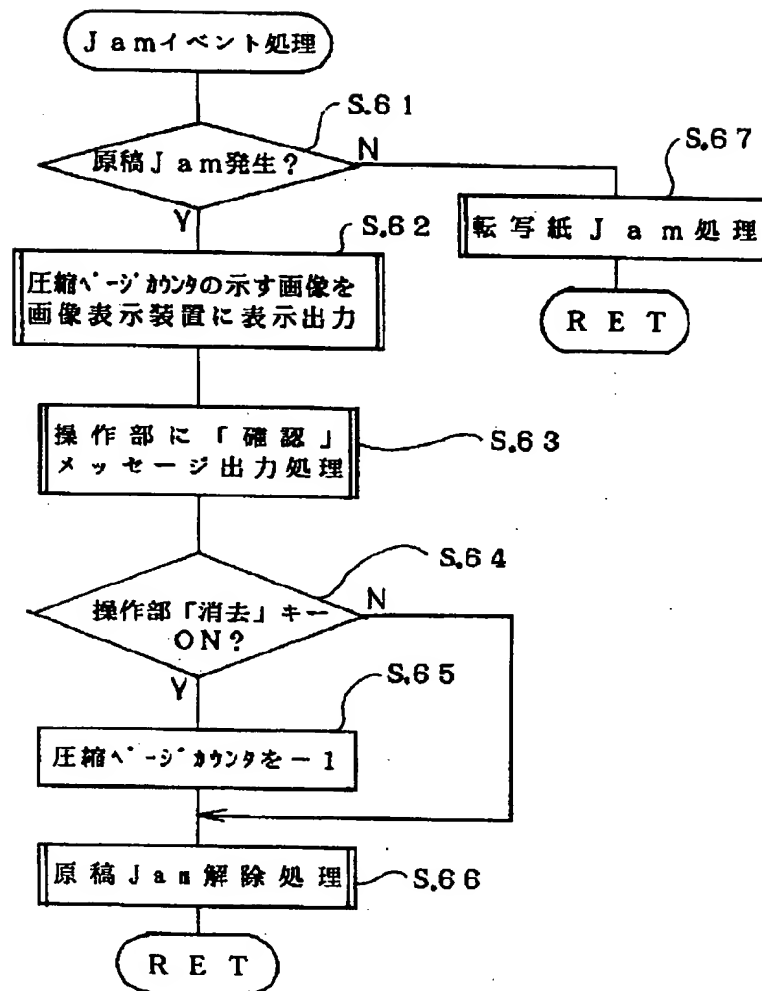 Jamイベント処理
S.61
原稿Jam発生?
N
Y
S.67
転写紙Jam処理
RET
S.62
圧縮ページカウンタの示す画像を
画像表示装置に表示出力
操作部に「確認」
メッセージ出力処理
S.63
S.64
操作部「消去」キー
ON?
N
Y
S.65
圧縮ページカウンタを-1
原稿Jam解除処理
S.66
RET